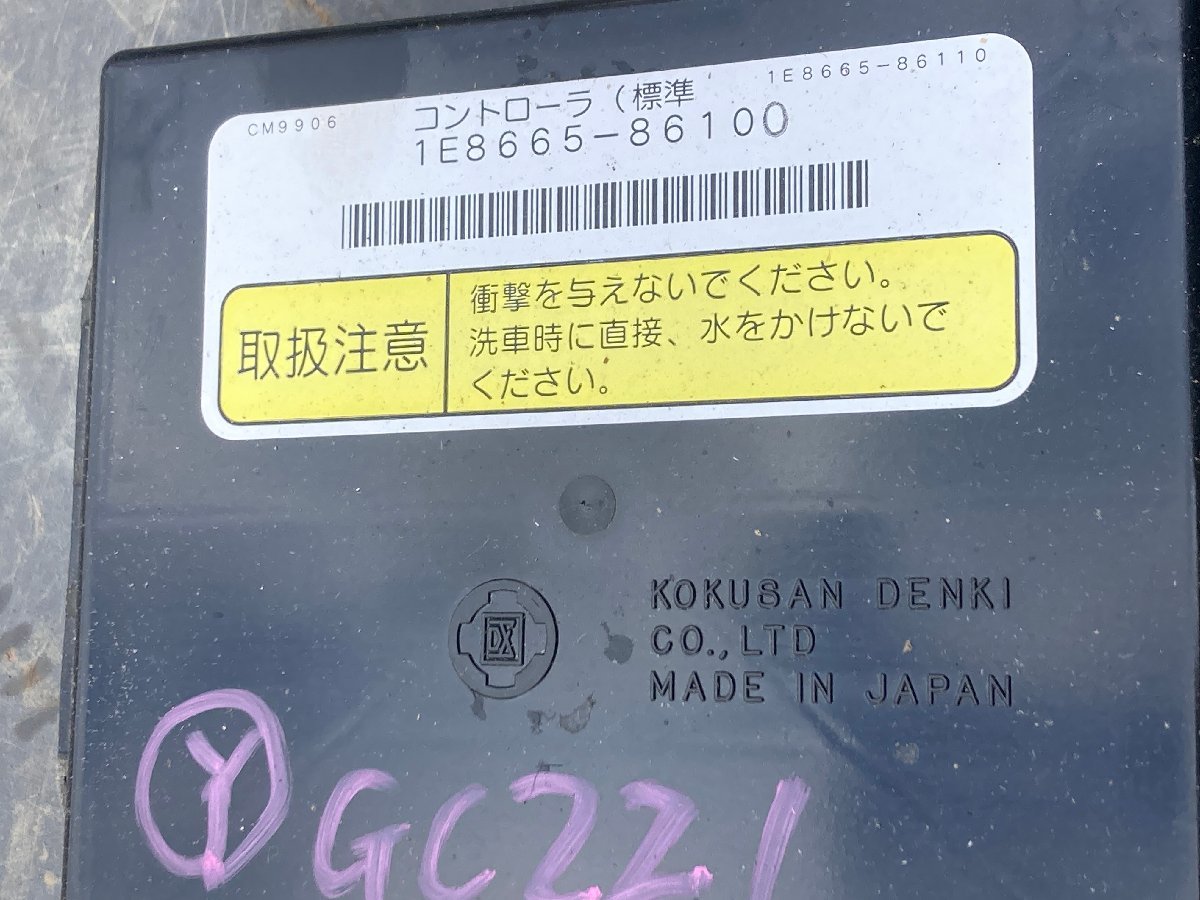 CM9906
コントローラ(標準
1E8665-86110
1E8665-86100
取扱注意
衝撃を与えないでください。
洗車時に直接、水をかけないで
ください。
KOKUSAN DENKI
CO.,LTD
MADE IN JAPAN
Y
GC221